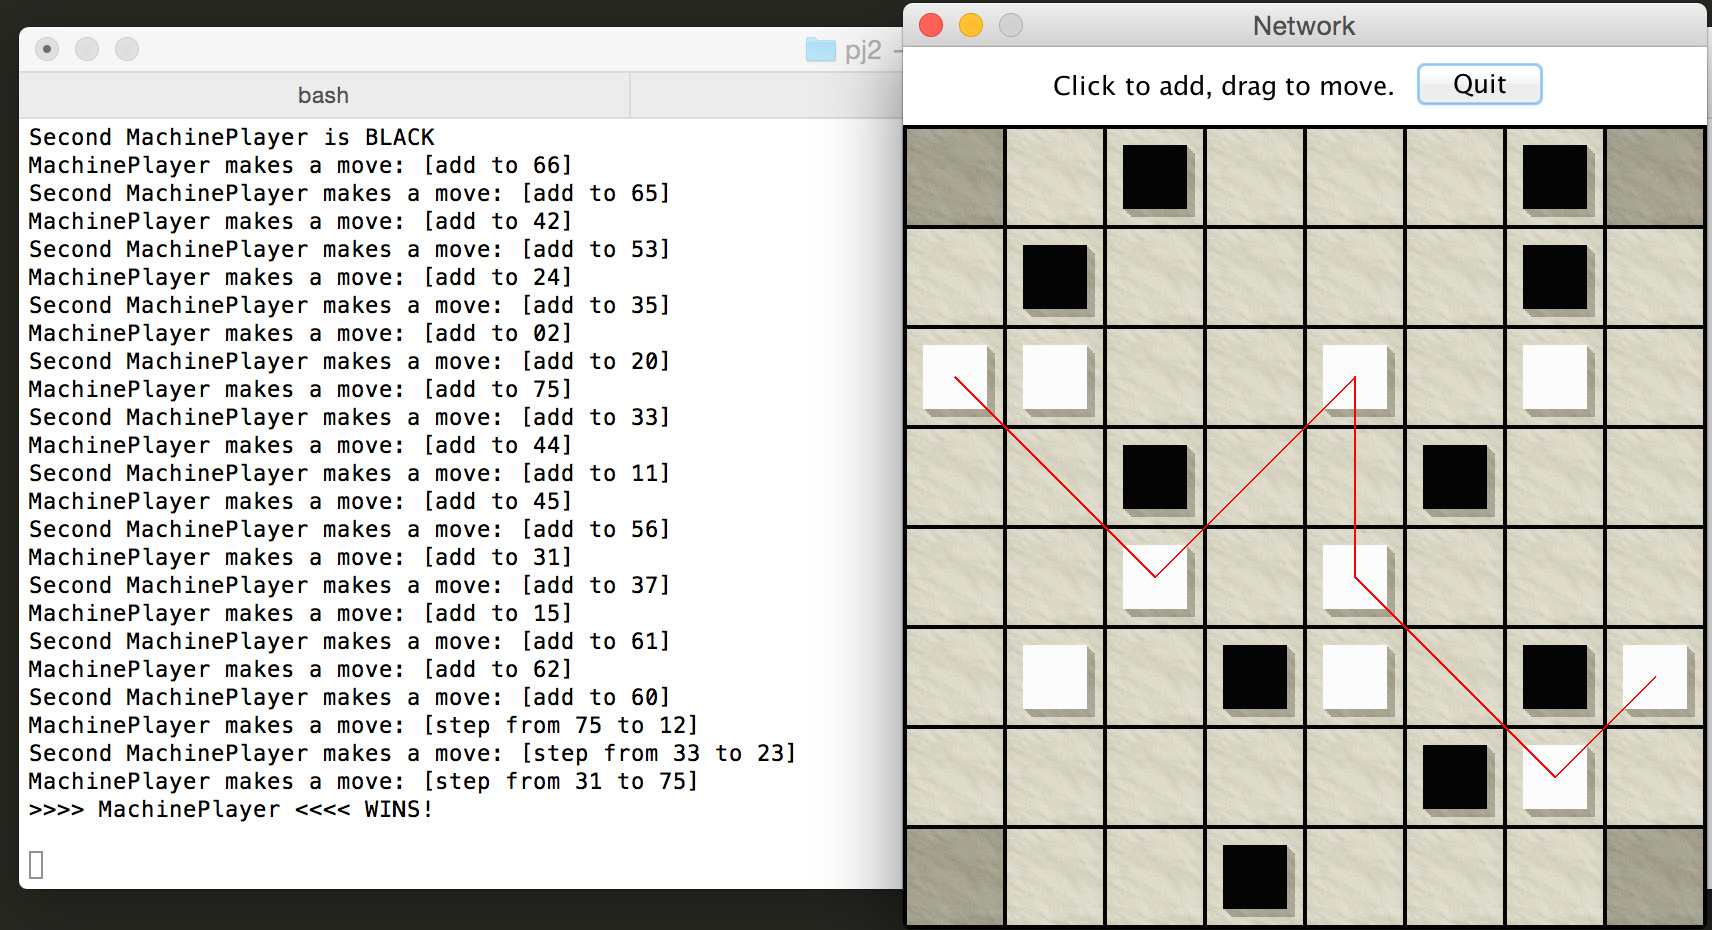 pj2 –
bash
Second MachinePlayer is BLACK
MachinePlayer makes a move: [add to 66]
Second MachinePlayer makes a move: [add to 65]
MachinePlayer makes a move: [add to 42]
Second MachinePlayer makes a move: [add to 53]
MachinePlayer makes a move: [add to 24]
Second MachinePlayer makes a move: [add to 35]
MachinePlayer makes a move: [add to 02]
Second MachinePlayer makes a move: [add to 20]
MachinePlayer makes a move: [add to 75]
Second MachinePlayer makes a move: [add to 33]
MachinePlayer makes a move: [add to 44]
Second MachinePlayer makes a move: [add to 11]
MachinePlayer makes a move: [add to 45]
Second MachinePlayer makes a move: [add to 56]
MachinePlayer makes a move: [add to 31]
Second MachinePlayer makes a move: [add to 37]
MachinePlayer makes a move: [add to 15]
Second MachinePlayer makes a move: [add to 61]
MachinePlayer makes a move: [add to 62]
Second MachinePlayer makes a move: [add to 60]
MachinePlayer makes a move: [step from 75 to 12]
Second MachinePlayer makes a move: [step from 33 to 23]
MachinePlayer makes a move: [step from 31 to 75]
>>>> MachinePlayer <<<< WINS!
Network
Click to add, drag to move. Quit